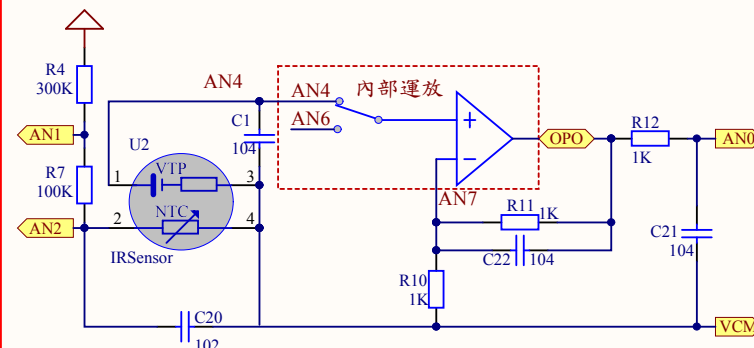 R4
300K
AN1
R7
100K
AN2
U2
VTP
NTC
1
2
3
4
IRSensor
C20
102
AN4
C1
104
AN4
AN6
內部運放
AN7
OPO
R11
1K
C22
104
R10
1K
R12
1K
AN0
C21
104
VCM